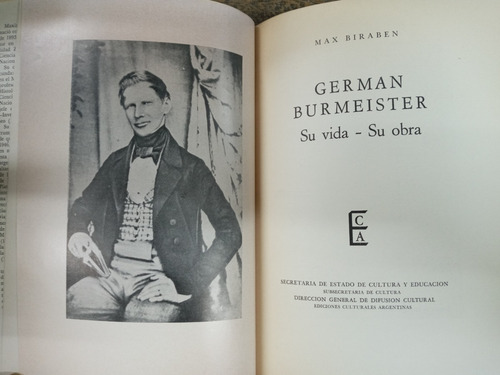 MAX BIRABEN
GERMAN
BURMEISTER
Su vida - Su obra
E C A
SECRETARIA DE ESTADO DE CULTURA Y EDUCACION
SUBSECRETARIA DE CULTURA
DIRECCION GENERAL DE DIFUSION CULTURAL
EDICIONES CULTURALES ARGENTINAS